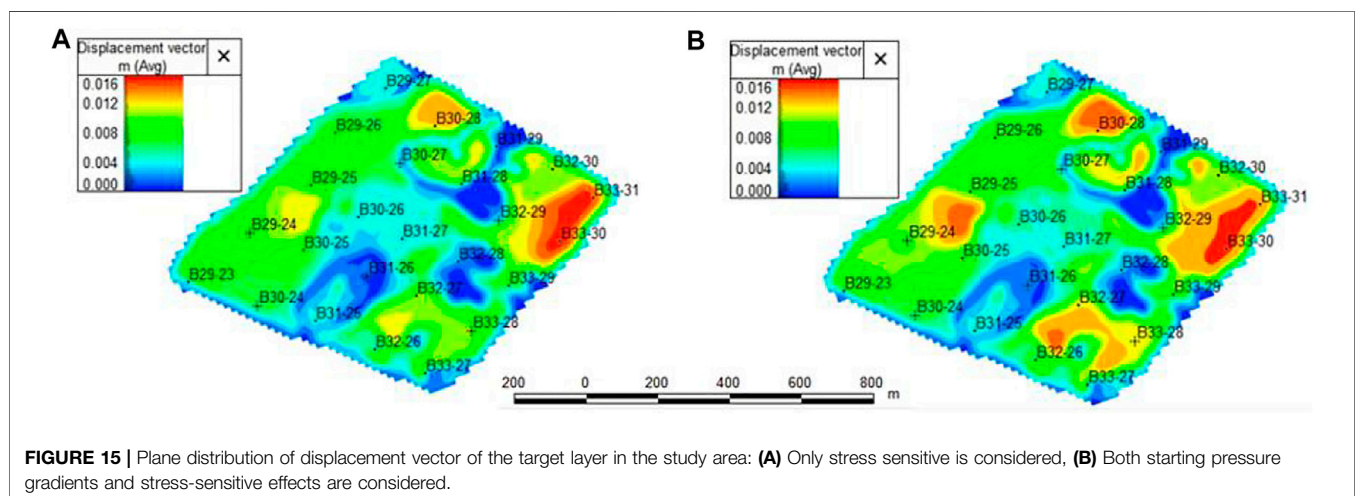 A
Displacement vector
m (Avg)
×
0.016
0.012
0.008
0.004
0.000
B29-27
B30-28
B29-26
B31-29
B30-27
B32-30
B31-28
B29-25
B33-31
B30-26
B32-29
B29-24
B31-27
B33-30
B30-25
B32-28
B31-26
B29-23
B33-29
B32-27
B30-24
B31-25
B33-28
B32-26
B33-27
B
Displacement vector
m (Avg)
×
0.016
0.012
0.008
0.004
0.000
B29-27
B30-28
B29-26
B31-29
B30-27
B32-30
B31-28
B29-25
B33-31
B30-26
B32-29
B29-24
B31-27
B33-30
B30-25
B32-28
B31-26
B29-23
B33-29
B32-27
B30-24
B31-25
B33-28
B32-26
B33-27
200 0 200 400 600 800 m
FIGURE 15 | Plane distribution of displacement vector of the target layer in the study area: (A) Only stress sensitive is considered, (B) Both starting pressure
gradients and stress-sensitive effects are considered.